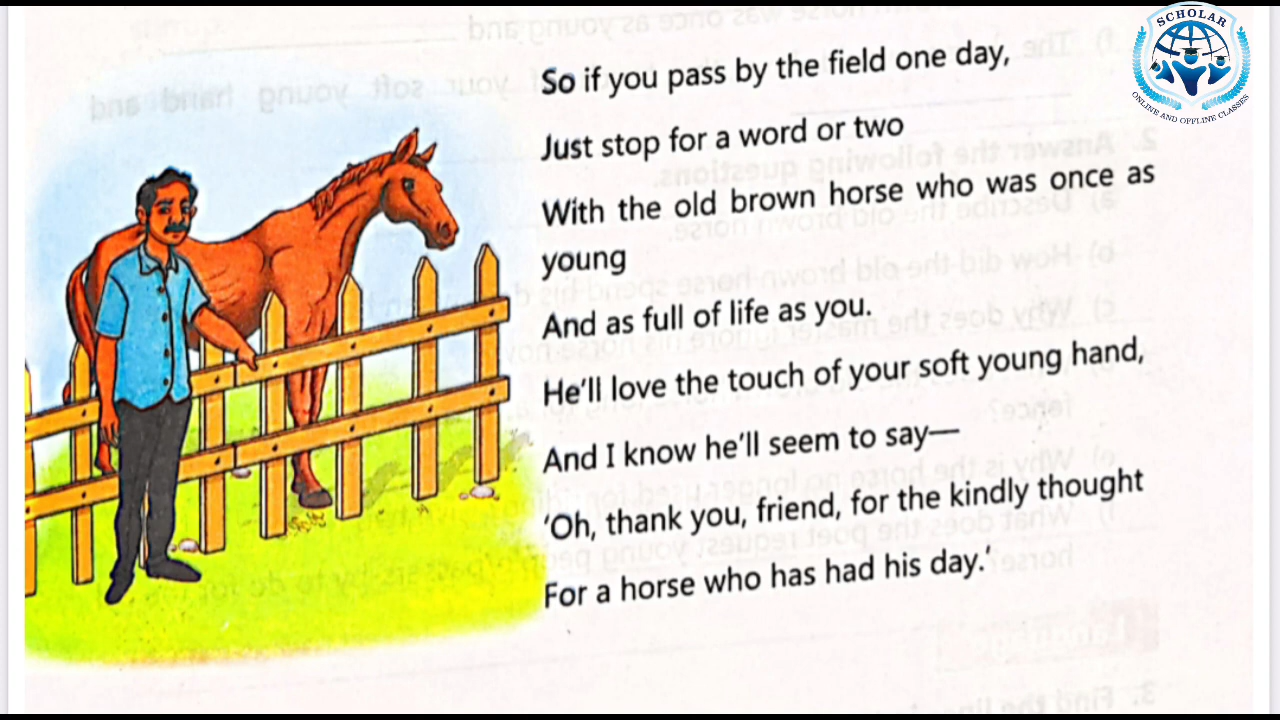 SCHOLAR
ONLINE AND OFFLINE CLASSES
So if you pass by the field one day,
Just stop for a word or two
With the old brown horse who was once as
young
And as full of life as you.
He'll love the touch of your soft young hand,
And I know he'll seem to say—
'Oh, thank you, friend, for the kindly thought
For a horse who has had his day.'